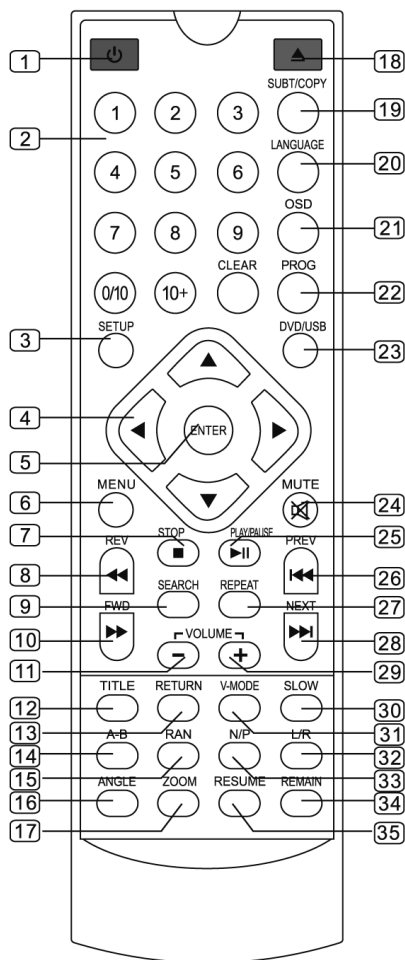 1 18
SUBT/COPY
1 2 3 19
2
LANGUAGE
4 5 6 20
OSD
7 8 9 21
CLEAR PROG
0/10 10+ 22
SETUP DVD/USB
3 23
4
ENTER
5
MENU MUTE
6 24
7 STOP PLAY/PAUSE 25
REV PREV
8 26
SEARCH REPEAT
9 27
FWD NEXT
10 28
VOLUME
11 - + 29
TITLE RETURN V-MODE SLOW
12 30
13 31
A-B RAN N/P L/R
14 32
15 33
ANGLE ZOOM RESUME REMAIN
16 34
17 35